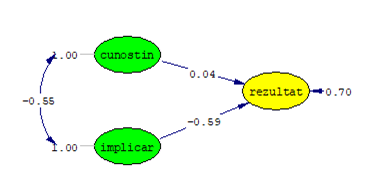 1.00 cunostin
0.04
-0.55 rezultat 0.70
-0.59
1.00 implicar